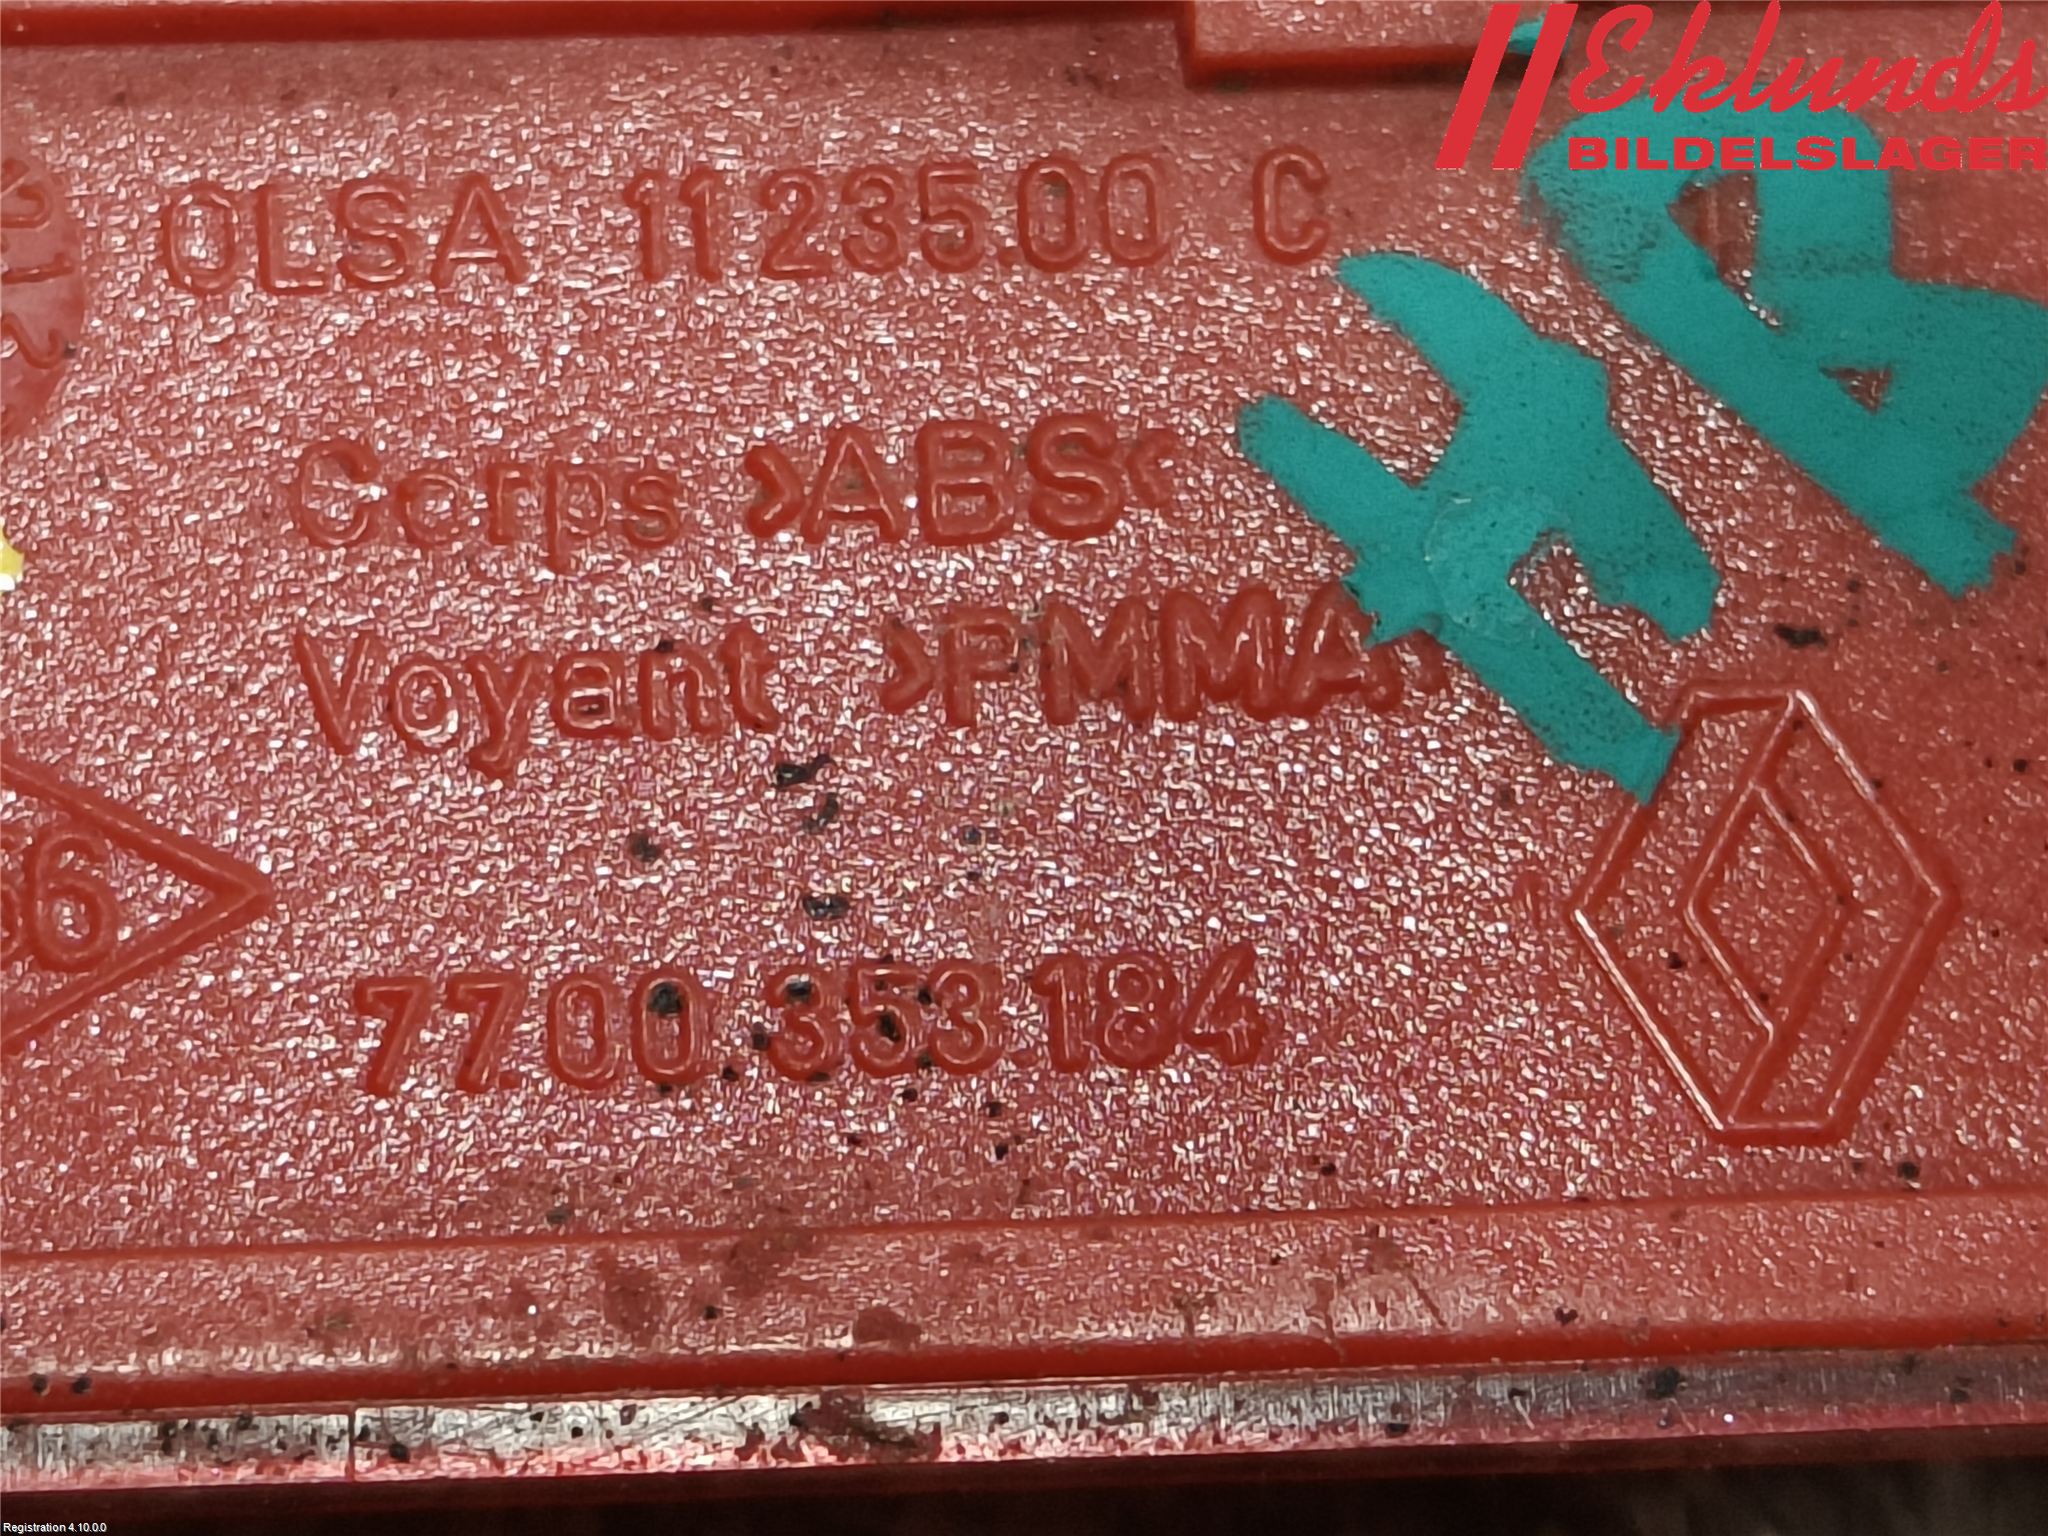 Eklunds
BILDELSLAGER
OLSA 11235.00 C
Corps >ABS<
HB
Voyant >PMMA<
77.00.353.184
Registration 4.10.0.0